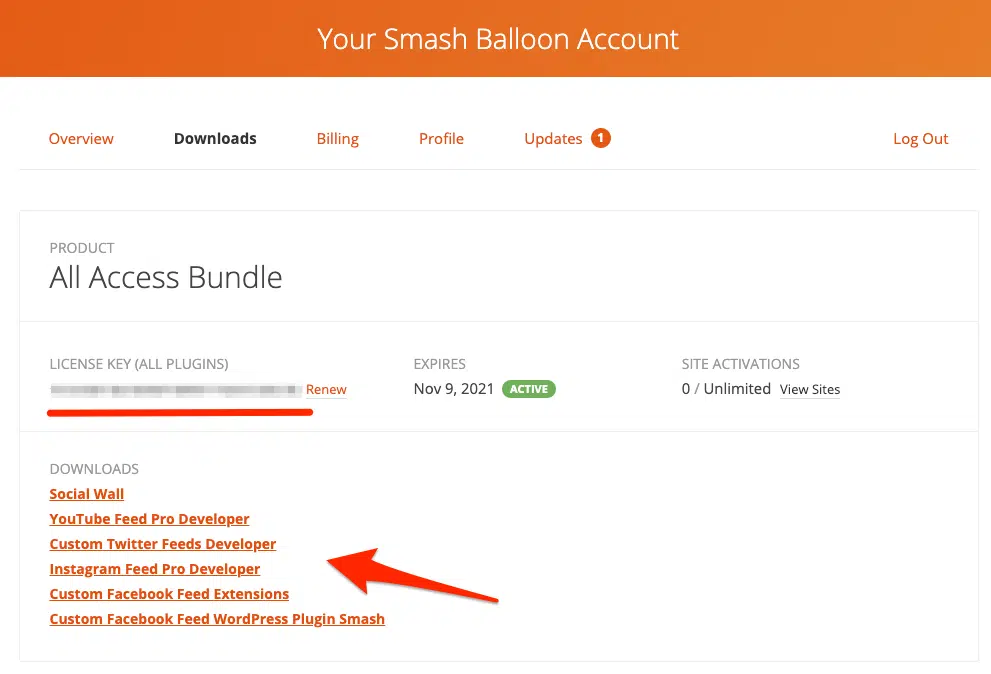 Your Smash Balloon Account
Overview Downloads Billing Profile Updates 1 Log Out
PRODUCT
All Access Bundle
LICENSE KEY (ALL PLUGINS) EXPIRES SITE ACTIVATIONS
Renew Nov 9, 2021 ACTIVE 0 / Unlimited View Sites
DOWNLOADS
Social Wall
YouTube Feed Pro Developer
Custom Twitter Feeds Developer
Instagram Feed Pro Developer
Custom Facebook Feed Extensions
Custom Facebook Feed WordPress Plugin Smash